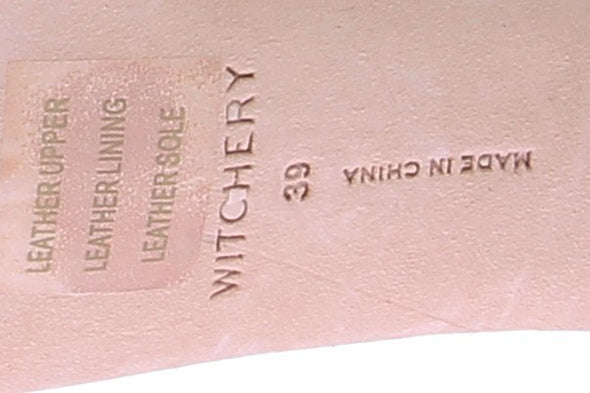 LEATHER UPPER
LEATHER LINING
LEATHER SOLE
WITCHERY
39
MADE IN CHINA